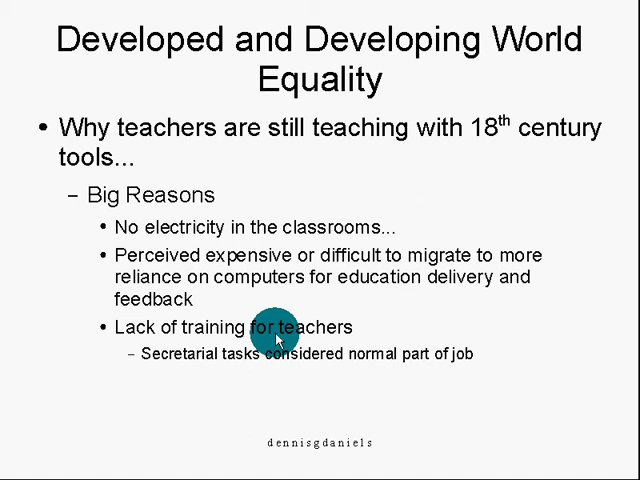 Developed and Developing World
Equality
• Why teachers are still teaching with 18th century
tools...
– Big Reasons
• No electricity in the classrooms...
• Perceived expensive or difficult to migrate to more
reliance on computers for education delivery and
feedback
• Lack of training for teachers
– Secretarial tasks considered normal part of job
dennisgdaniels